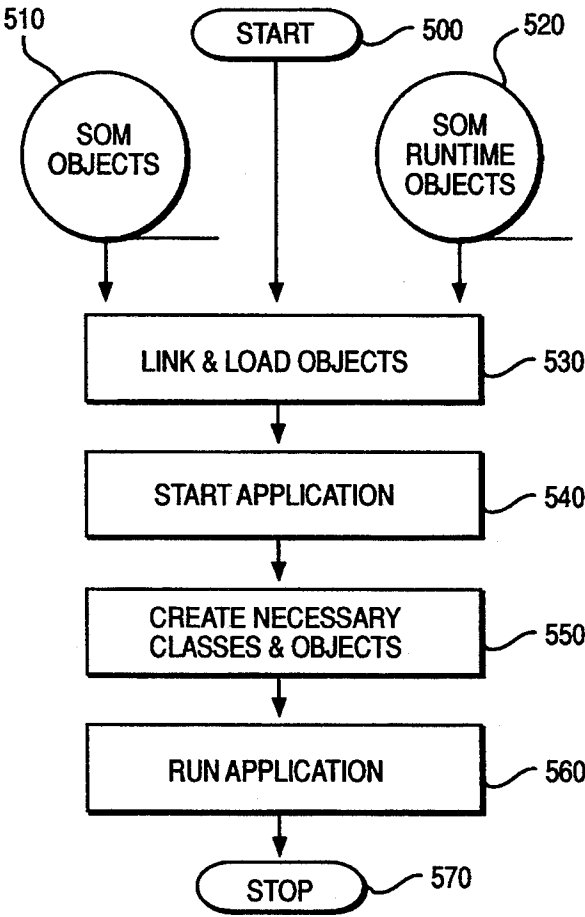 510
START
500
520
SOM
OBJECTS
SOM
RUNTIME
OBJECTS
LINK & LOAD OBJECTS
530
START APPLICATION
540
CREATE NECESSARY
CLASSES & OBJECTS
550
RUN APPLICATION
560
STOP
570